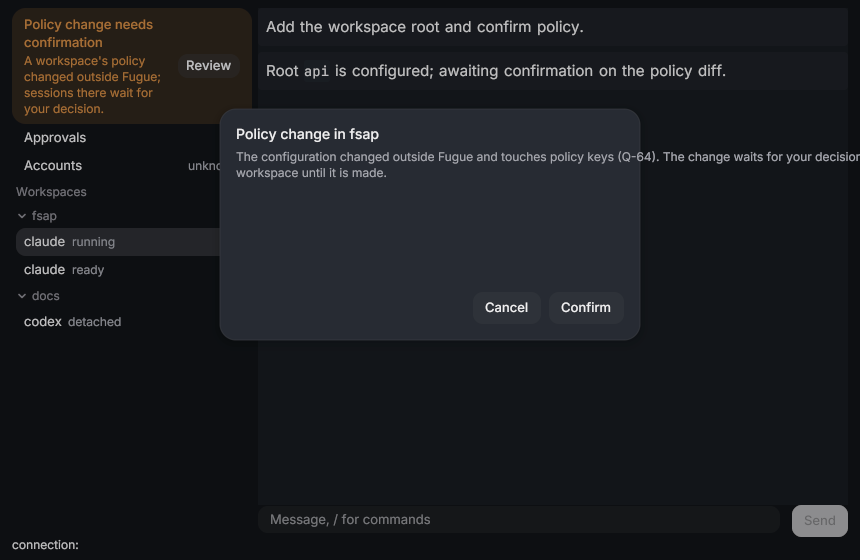 Policy change needs
confirmation
A workspace's policy
changed outside Fugue;
sessions there wait for
your decision.
Review
Approvals
Accounts
Workspaces
fsap
claude running
claude ready
docs
codex detached
connection:
Add the workspace root and confirm policy.
Root api is configured; awaiting confirmation on the policy diff.
Policy change in fsap
The configuration changed outside Fugue and touches policy keys (Q-64). The change waits for your
workspace until it is made.
Cancel
Confirm
Message, / for commands
Send